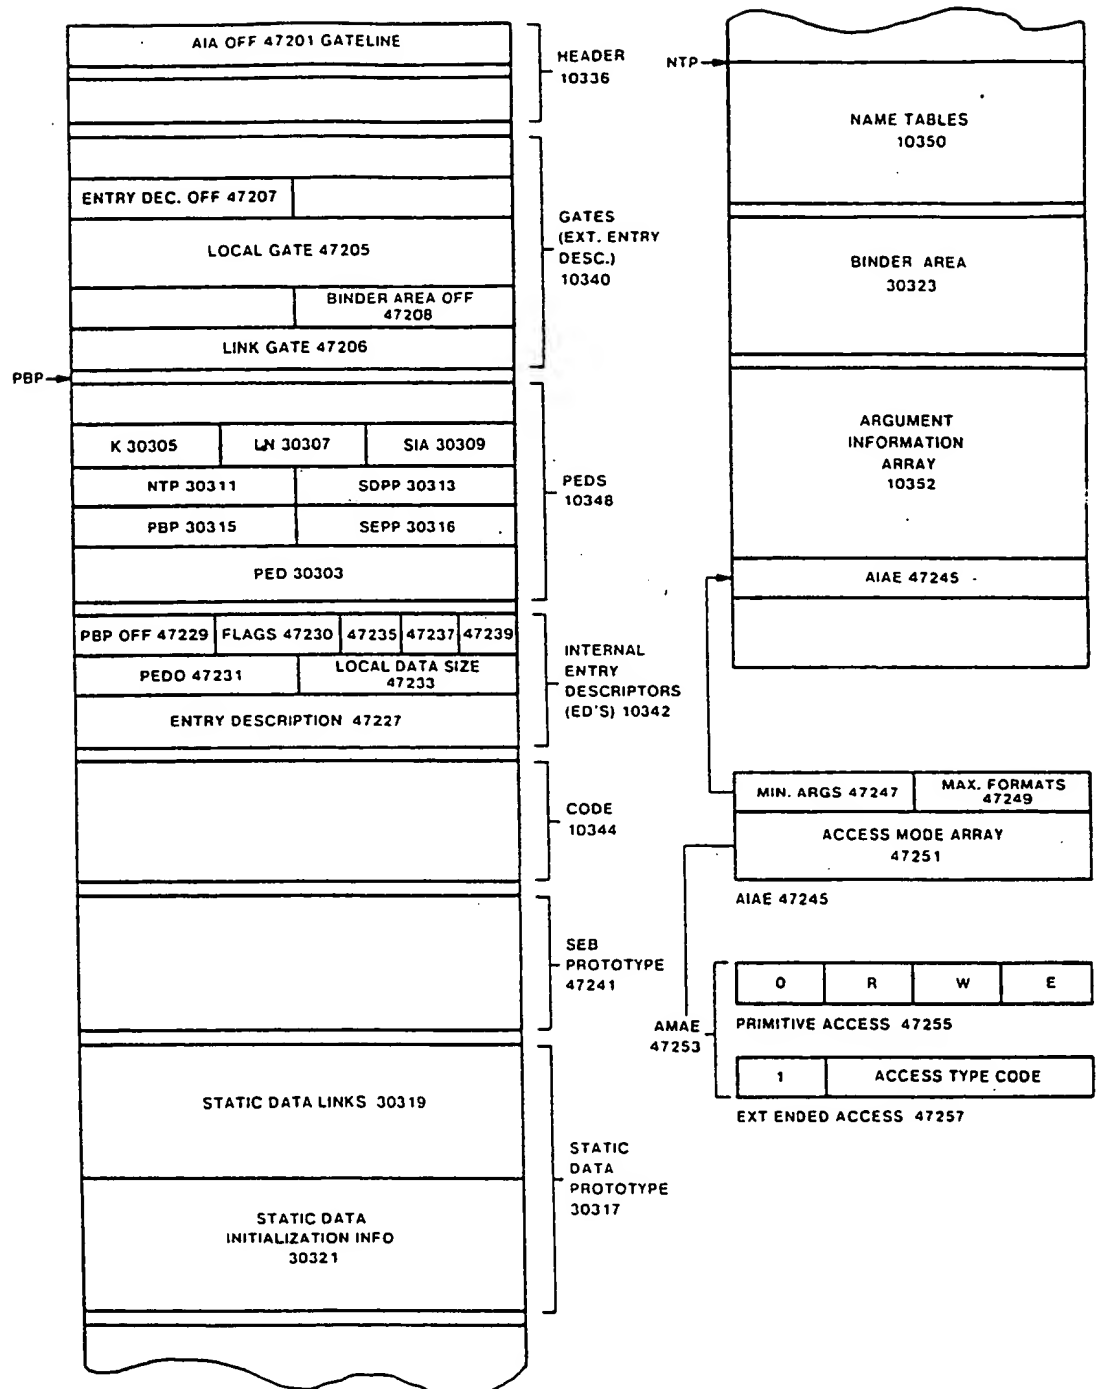 AIA OFF 47201 GATELINE
HEADER
10336
ENTRY DEC. OFF 47207
LOCAL GATE 47205
BINDER AREA OFF
47208
LINK GATE 47206
GATES
(EXT. ENTRY
DESC.)
10340
PBP
K 30305
LN 30307
SIA 30309
NTP 30311
SDPP 30313
PBP 30315
SEPP 30316
PED 30303
PEDS
10348
PBP OFF 47229
FLAGS 47230
47235
47237
47239
PEDO 47231
LOCAL DATA SIZE
47233
ENTRY DESCRIPTION 47227
INTERNAL
ENTRY
DESCRIPTORS
(ED'S) 10342
CODE
10344
SEB
PROTOTYPE
47241
STATIC DATA LINKS 30319
STATIC DATA
INITIALIZATION INFO
30321
STATIC
DATA
PROTOTYPE
30317
NTP
NAME TABLES
10350
BINDER AREA
30323
ARGUMENT
INFORMATION
ARRAY
10352
AIAE 47245
MIN. ARGS 47247
MAX. FORMATS
47249
ACCESS MODE ARRAY
47251
AIAE 47245
AMAE
47253
O
R
W
E
PRIMITIVE ACCESS 47255
1
ACCESS TYPE CODE
EXTENDED ACCESS 47257